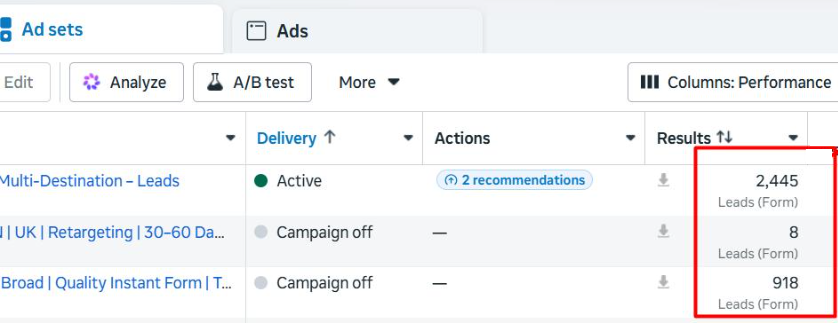 Ad sets
Ads
Edit
Analyze
A/B test
More
Columns: Performance
Delivery ↑
Actions
Results ↑↓
Multi-Destination – Leads
Active
2 recommendations
2,445
Leads (Form)
| UK | Retargeting | 30–60 Da...
Campaign off
—
8
Leads (Form)
Broad | Quality Instant Form | T...
Campaign off
—
918
Leads (Form)